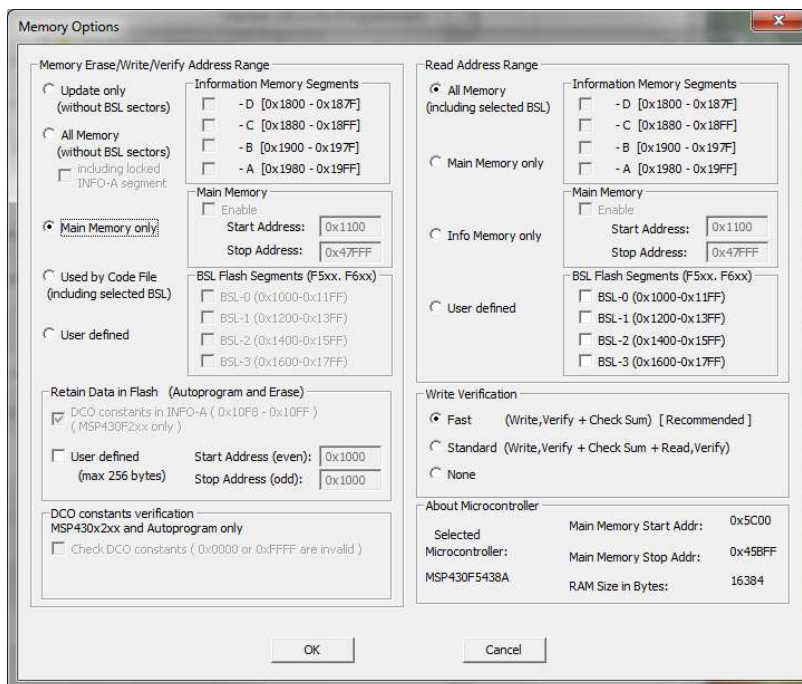 Memory Options
Memory Erase/Write/Verify Address Range
Update only
(without BSL sectors)
All Memory
(without BSL sectors)
including locked
INFO-A segment
Main Memory only
Used by Code File
(including selected BSL)
User defined
Information Memory Segments
- D [0x1800 - 0x187F]
- C [0x1880 - 0x18FF]
- B [0x1900 - 0x197F]
- A [0x1980 - 0x19FF]
Main Memory
Enable
Start Address: 0x1100
Stop Address: 0x47FFF
BSL Flash Segments (F5xx. F6xx)
BSL-0 (0x1000-0x11FF)
BSL-1 (0x1200-0x13FF)
BSL-2 (0x1400-0x15FF)
BSL-3 (0x1600-0x17FF)
Retain Data in Flash (Autoprogram and Erase)
DCO constants in INFO-A ( 0x10F8 - 0x10FF )
( MSP430F2xx only )
User defined
(max 256 bytes)
Start Address (even): 0x1000
Stop Address (odd): 0x1000
DCO constants verification
MSP430x2xx and Autoprogram only
Check DCO constants ( 0x0000 or 0xFFFF are invalid )
Read Address Range
All Memory
(including selected BSL)
Main Memory only
Info Memory only
User defined
Information Memory Segments
- D [0x1800 - 0x187F]
- C [0x1880 - 0x18FF]
- B [0x1900 - 0x197F]
- A [0x1980 - 0x19FF]
Main Memory
Enable
Start Address: 0x1100
Stop Address: 0x47FFF
BSL Flash Segments (F5xx. F6xx)
BSL-0 (0x1000-0x11FF)
BSL-1 (0x1200-0x13FF)
BSL-2 (0x1400-0x15FF)
BSL-3 (0x1600-0x17FF)
Write Verification
Fast (Write,Verify + Check Sum) [ Recommended ]
Standard (Write,Verify + Check Sum + Read,Verify)
None
About Microcontroller
Selected
Microcontroller:
MSP430F5438A
Main Memory Start Addr: 0x5C00
Main Memory Stop Addr: 0x45BFF
RAM Size in Bytes: 16384
OK
Cancel